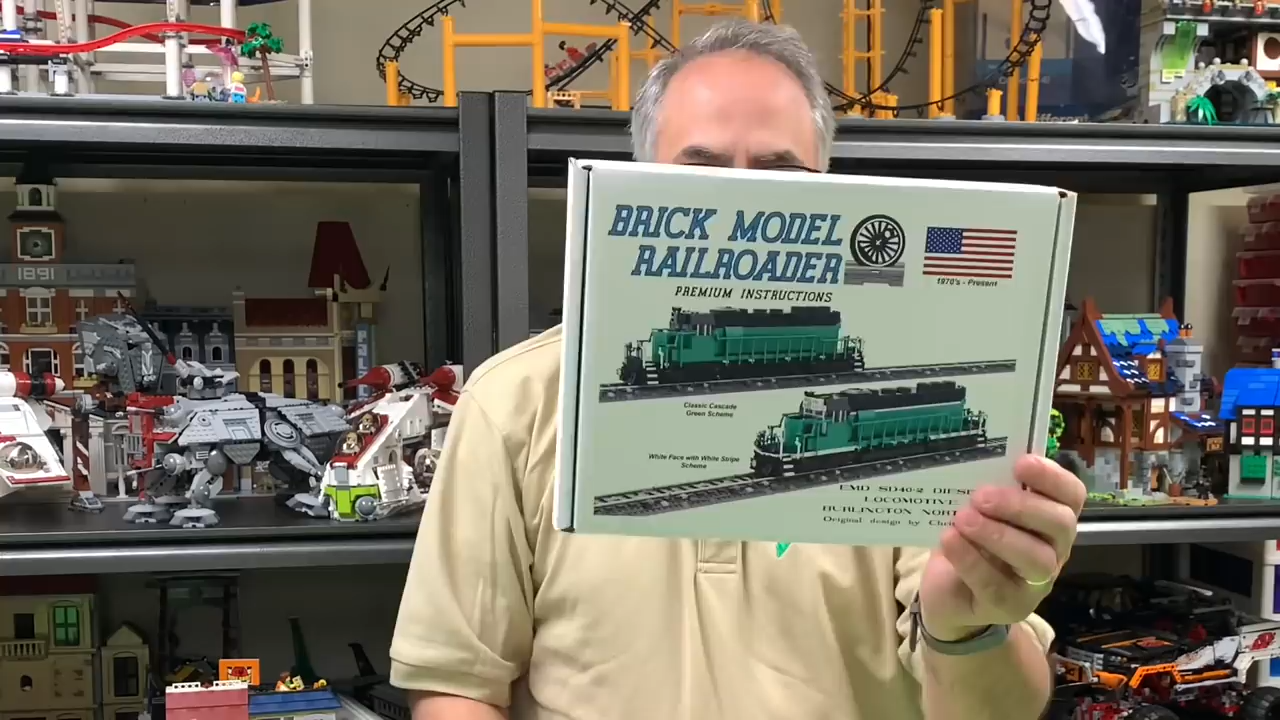 BRICK MODEL
RAILROADER
PREMIUM INSTRUCTIONS
1970's - Present
Classic Cascade
Green Scheme
White Face with White Stripe
Scheme
EMD SD40-2
LOCOMOTIVE
BURLINGTON
Original design by
1891